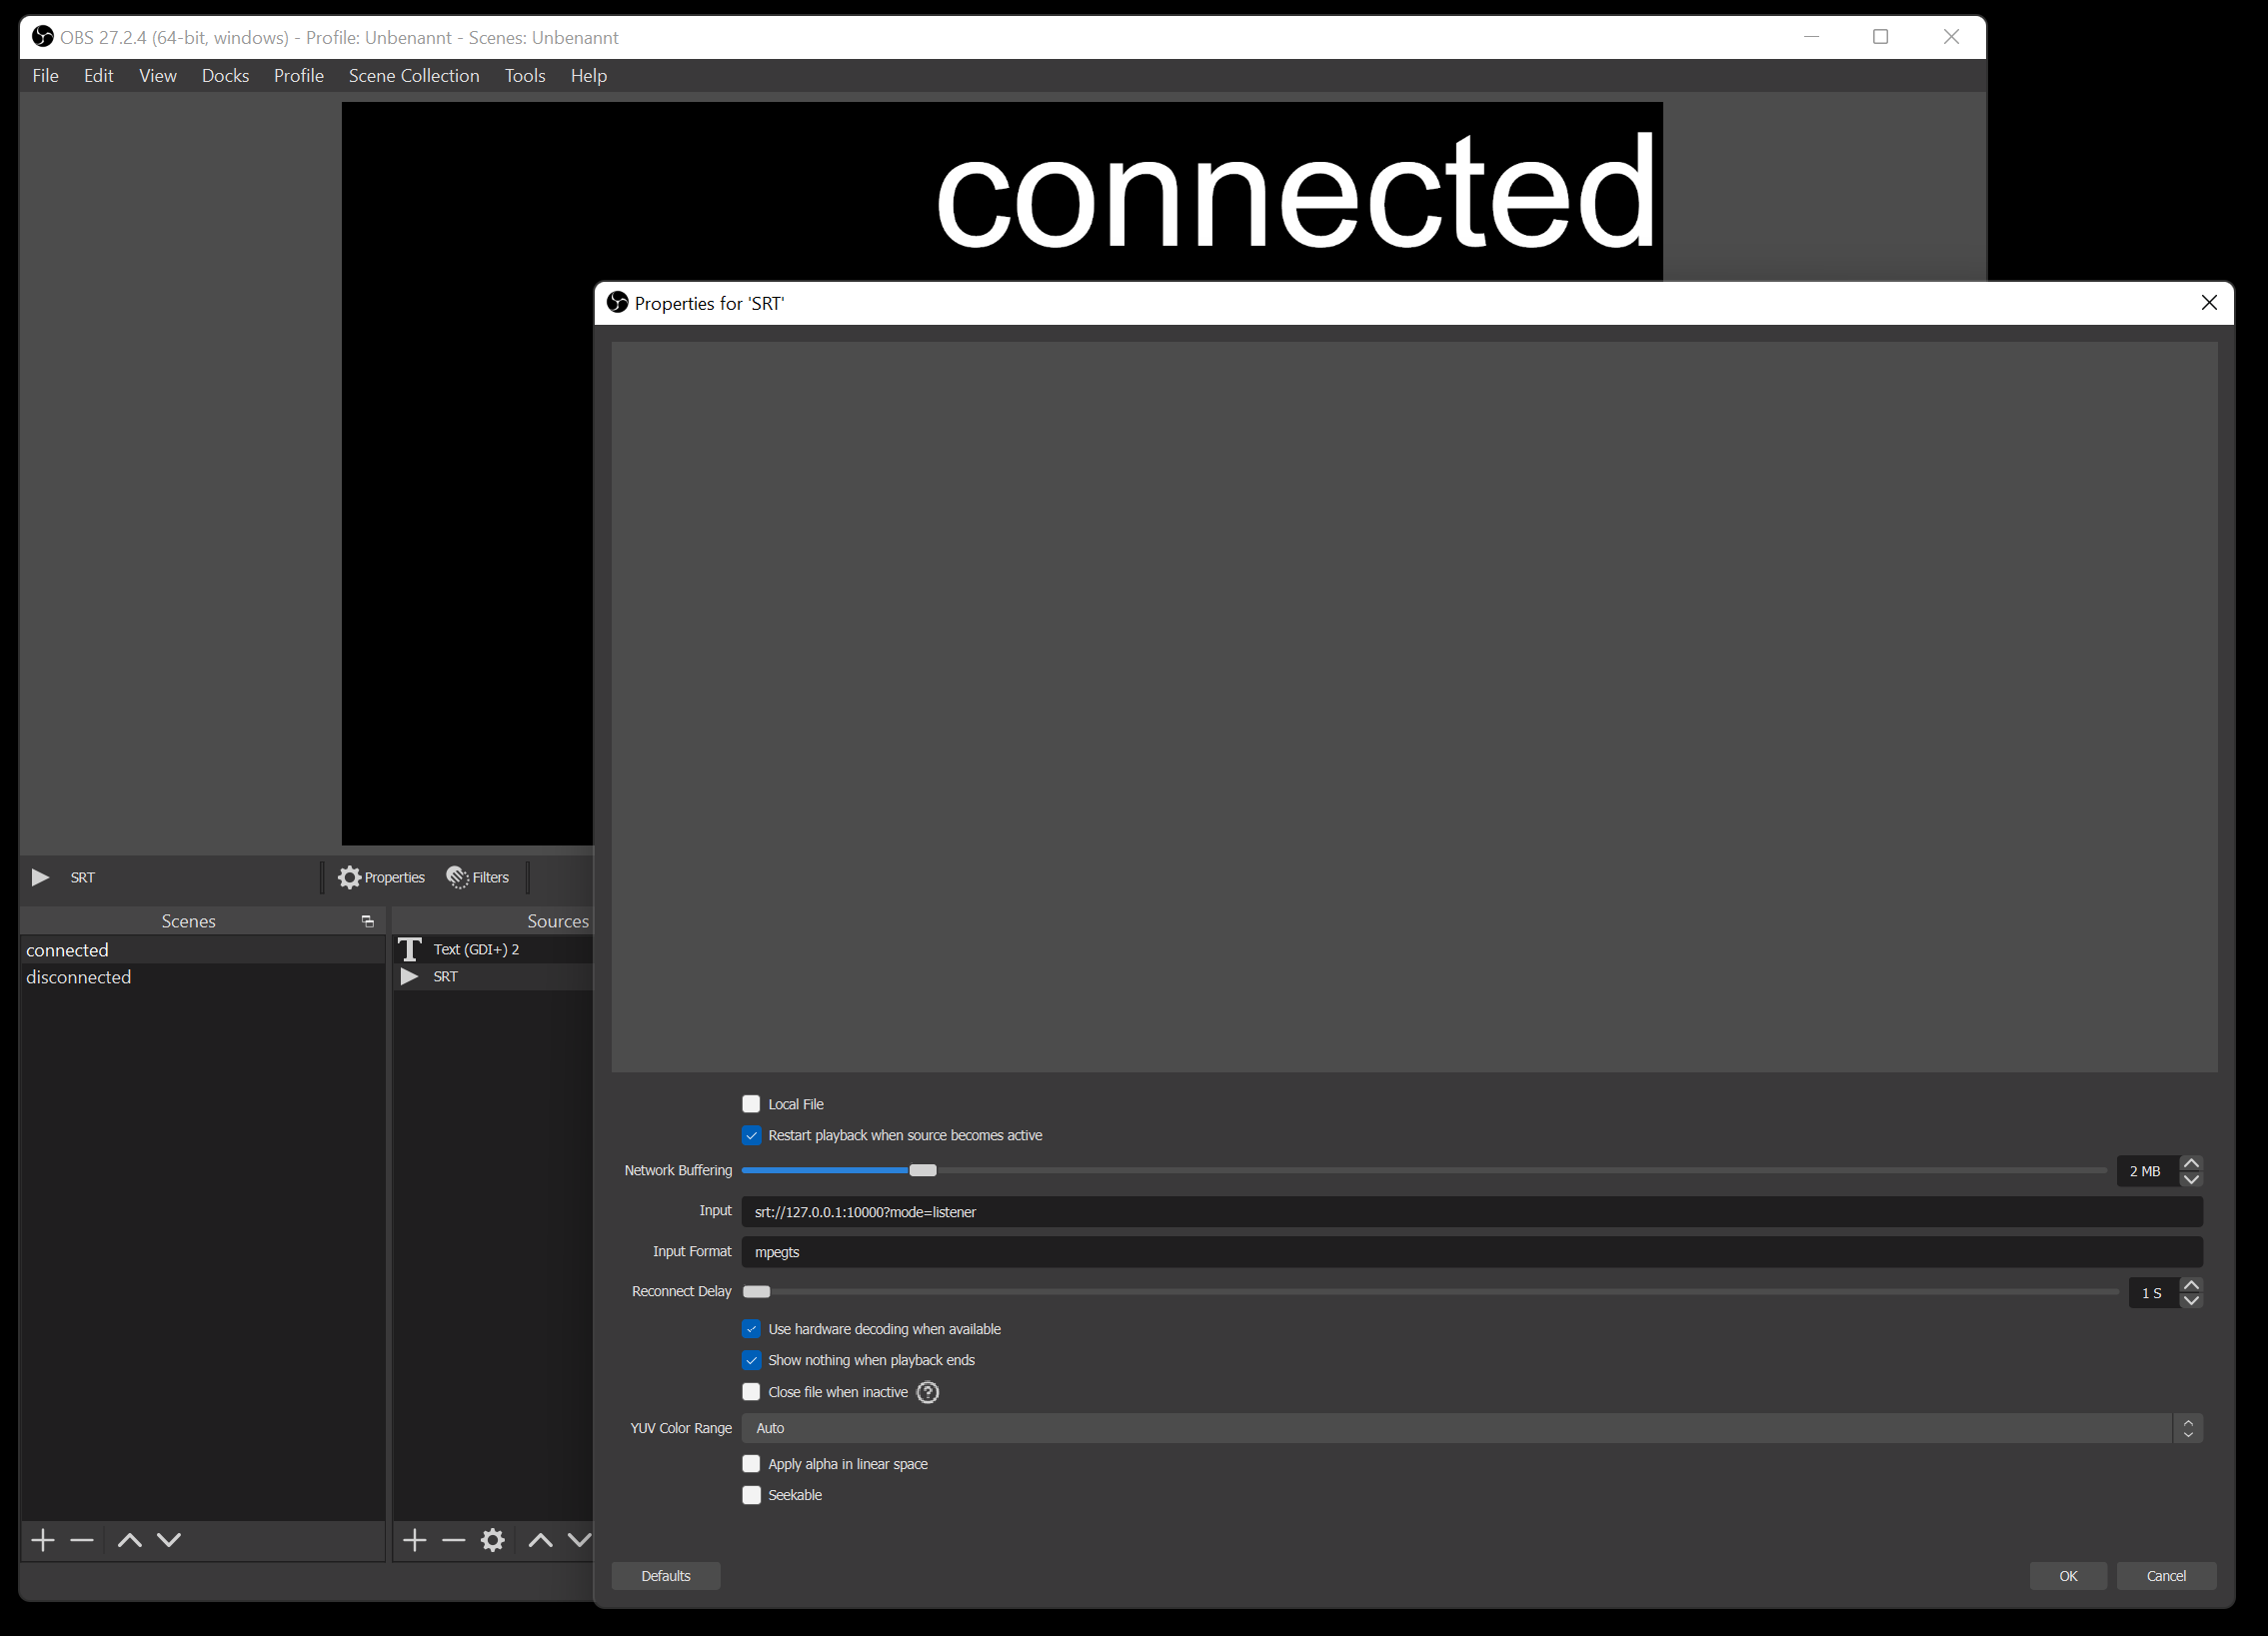 OBS 27.2.4 (64-bit, windows) - Profile: Unbenannt - Scenes: Unbenannt
File Edit View Docks Profile Scene Collection Tools Help
connected
Properties for 'SRT'
SRT Properties Filters
Scenes
connected
disconnected
Sources
Text (GDI+) 2
SRT
Local File
Restart playback when source becomes active
Network Buffering 2 MB
Input srt://127.0.0.1:10000?mode=listener
Input Format mpegts
Reconnect Delay 1 S
Use hardware decoding when available
Show nothing when playback ends
Close file when inactive ?
YUV Color Range Auto
Apply alpha in linear space
Seekable
Defaults OK Cancel